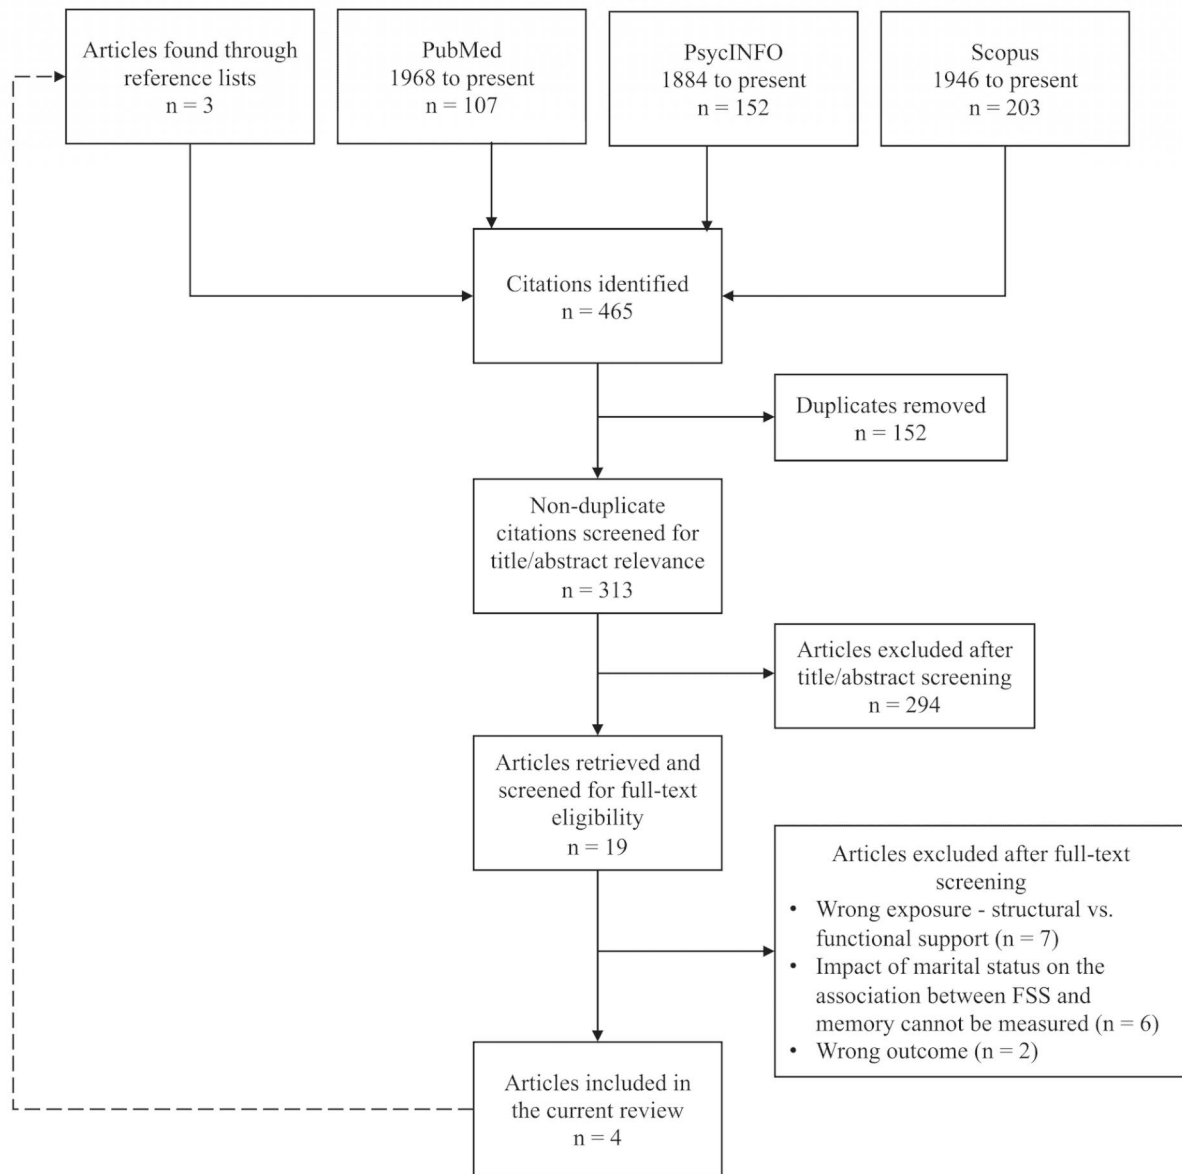 Articles found through
reference lists
n = 3
PubMed
1968 to present
n = 107
PsycINFO
1884 to present
n = 152
Scopus
1946 to present
n = 203
Citations identified
n = 465
Duplicates removed
n = 152
Non-duplicate
citations screened for
title/abstract relevance
n = 313
Articles excluded after
title/abstract screening
n = 294
Articles retrieved and
screened for full-text
eligibility
n = 19
Articles excluded after full-text
screening
• Wrong exposure - structural vs.
functional support (n = 7)
• Impact of marital status on the
association between FSS and
memory cannot be measured (n = 6)
• Wrong outcome (n = 2)
Articles included in
the current review
n = 4